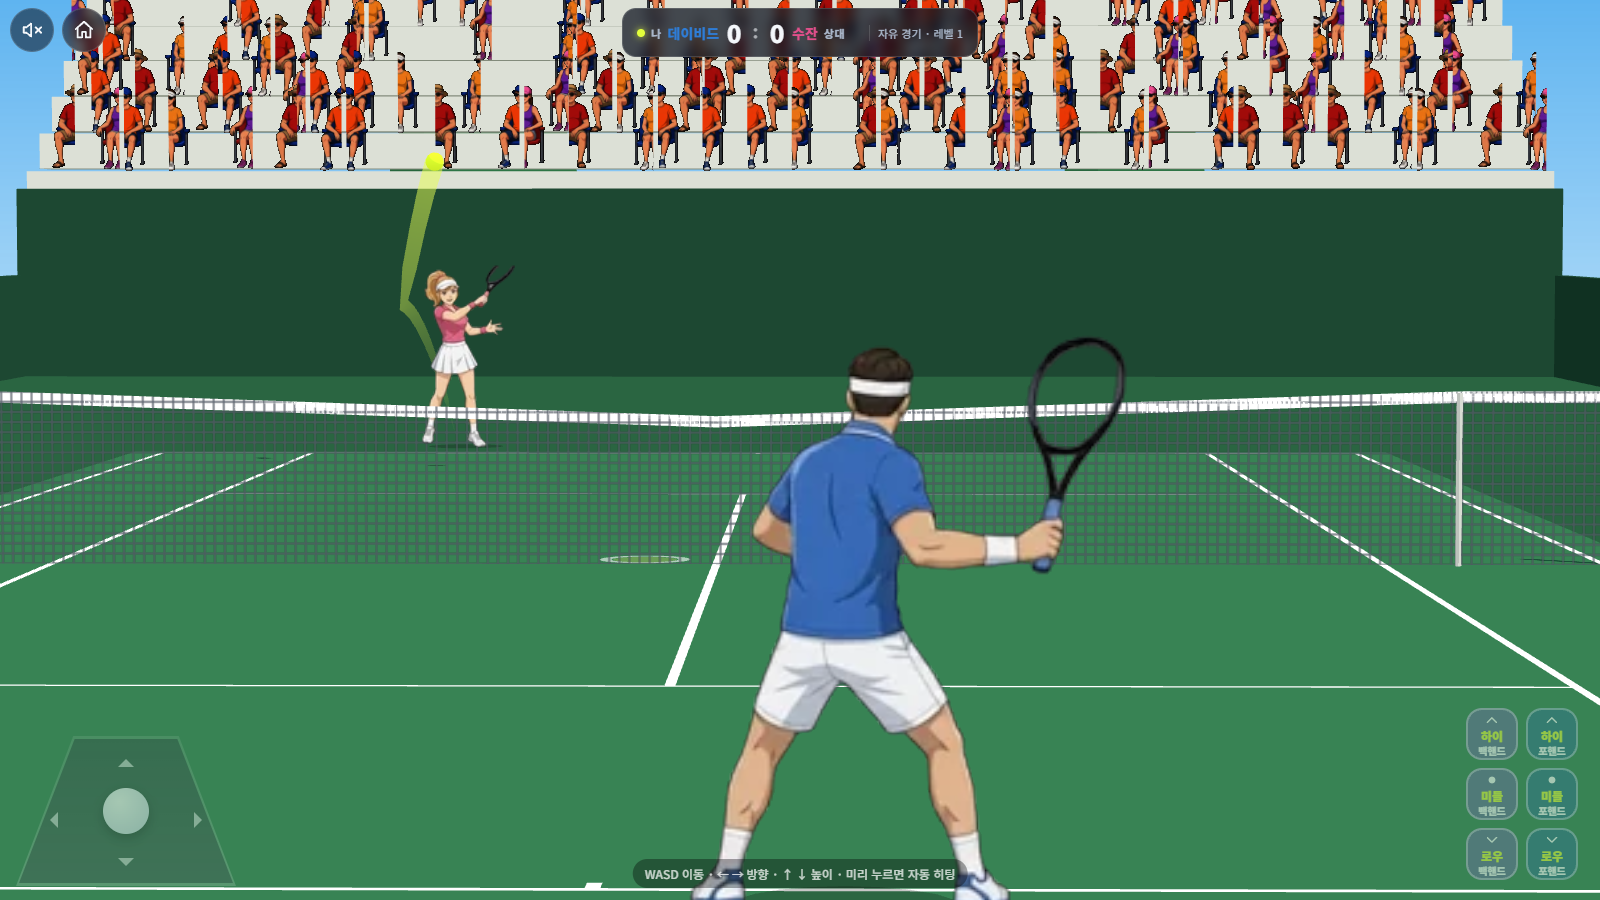 나 데이비드 0 : 0 수잔 상대 자유 경기 · 레벨 1
하이 백핸드
하이 포핸드
미들 백핸드
미들 포핸드
로우 백핸드
로우 포핸드
WASD 이동 · ← → 방향 · ↑ ↓ 높이 · 미리 누르면 자동 히팅